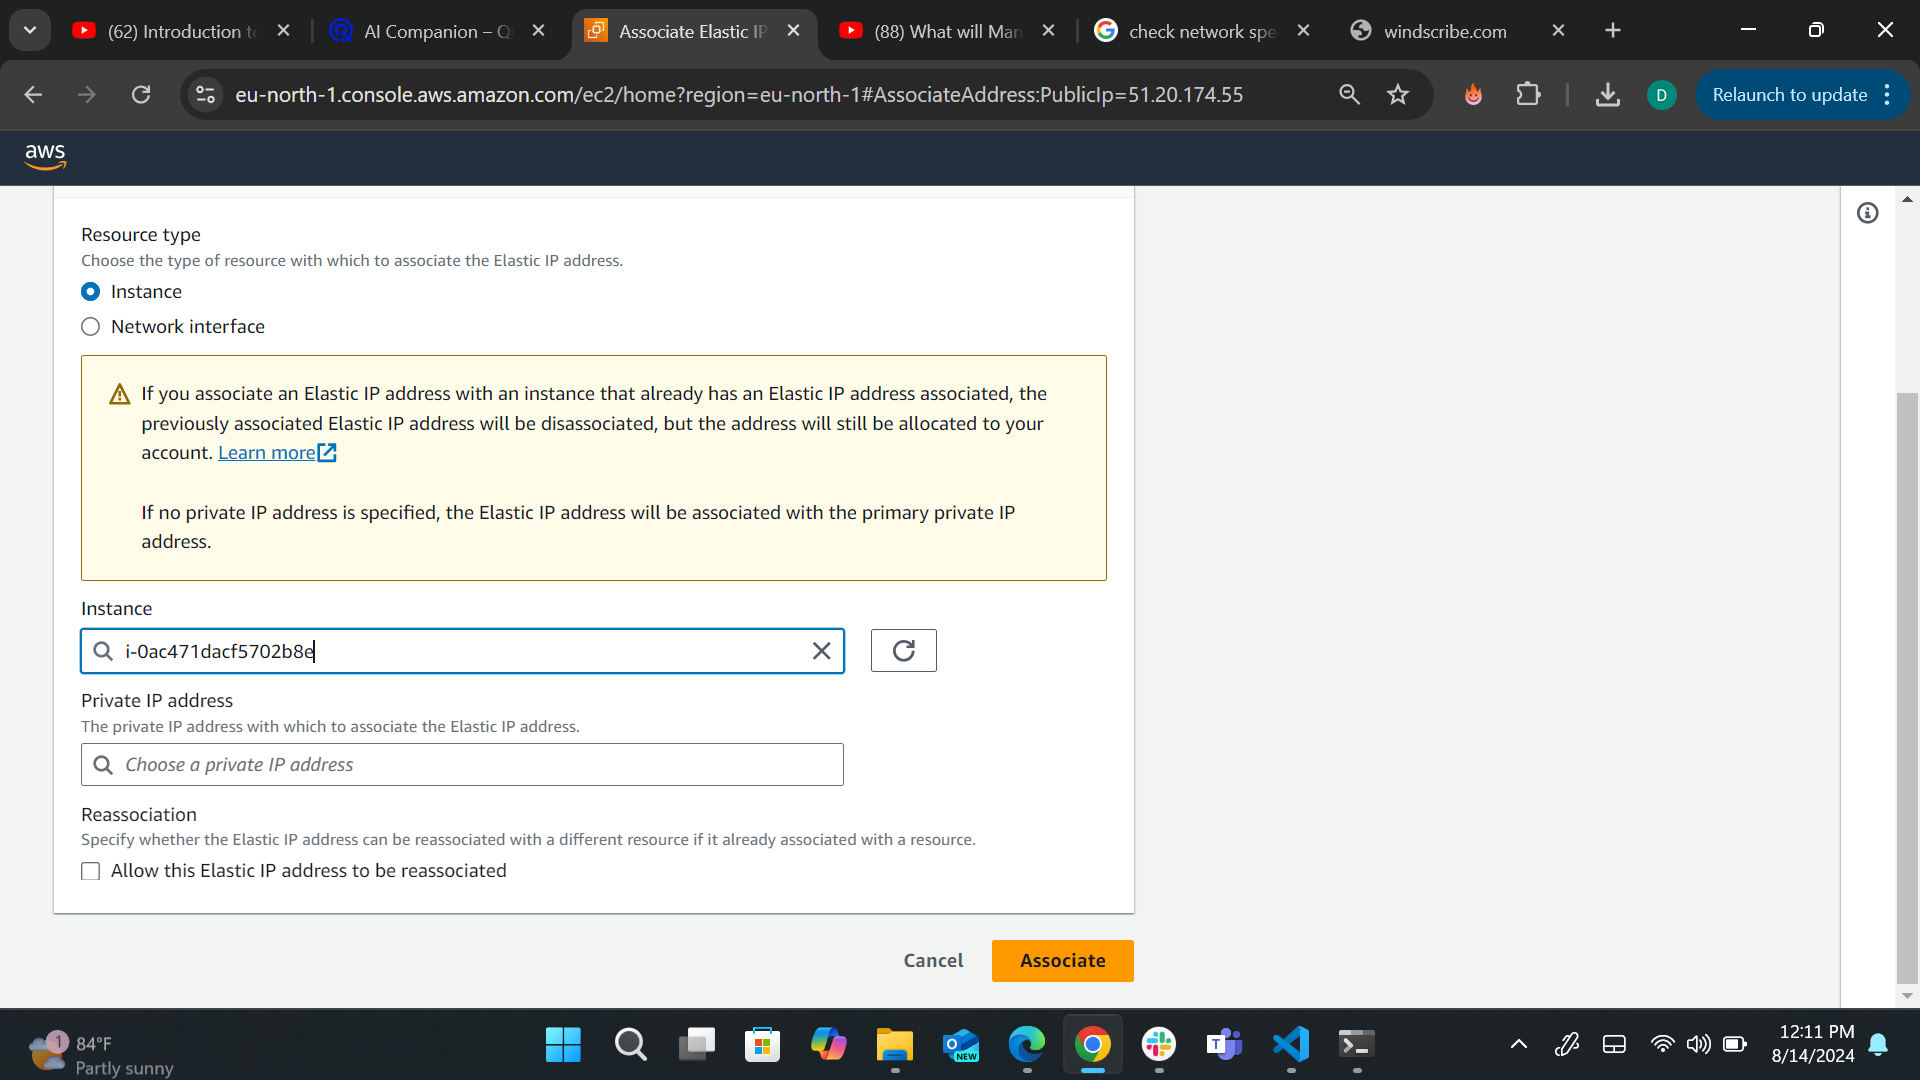 (62) Introduction to
AI Companion – Q
Associate Elastic IP
(88) What will Man
check network spe
windscribe.com
eu-north-1.console.aws.amazon.com/ec2/home?region=eu-north-1#AssociateAddress:PublicIp=51.20.174.55
D
Relaunch to update
aws
Resource type
Choose the type of resource with which to associate the Elastic IP address.
Instance
Network interface
If you associate an Elastic IP address with an instance that already has an Elastic IP address associated, the
previously associated Elastic IP address will be disassociated, but the address will still be allocated to your
account. Learn more
If no private IP address is specified, the Elastic IP address will be associated with the primary private IP
address.
Instance
i-0ac471dacf5702b8e
Private IP address
The private IP address with which to associate the Elastic IP address.
Choose a private IP address
Reassociation
Specify whether the Elastic IP address can be reassociated with a different resource if it already associated with a resource.
Allow this Elastic IP address to be reassociated
Cancel
Associate
1
84°F
Partly sunny
NEW
12:11 PM
8/14/2024